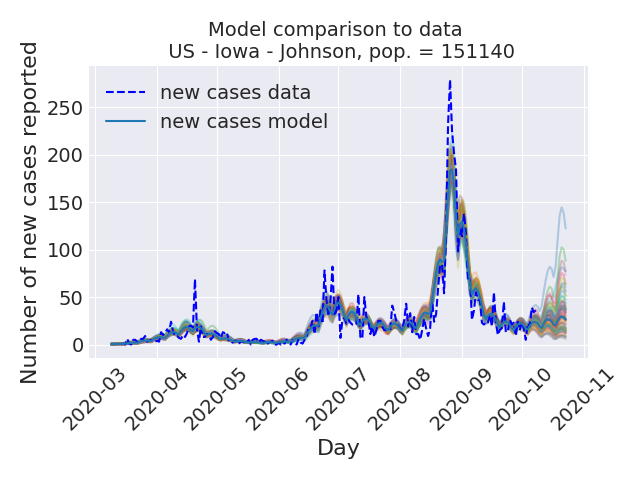 Model comparison to data
US - Iowa - Johnson, pop. = 151140
Number of new cases reported
250
200
150
100
50
0
new cases data
new cases model
2020-03
2020-04
2020-05
2020-06
2020-07
2020-08
2020-09
2020-10
2020-11
Day